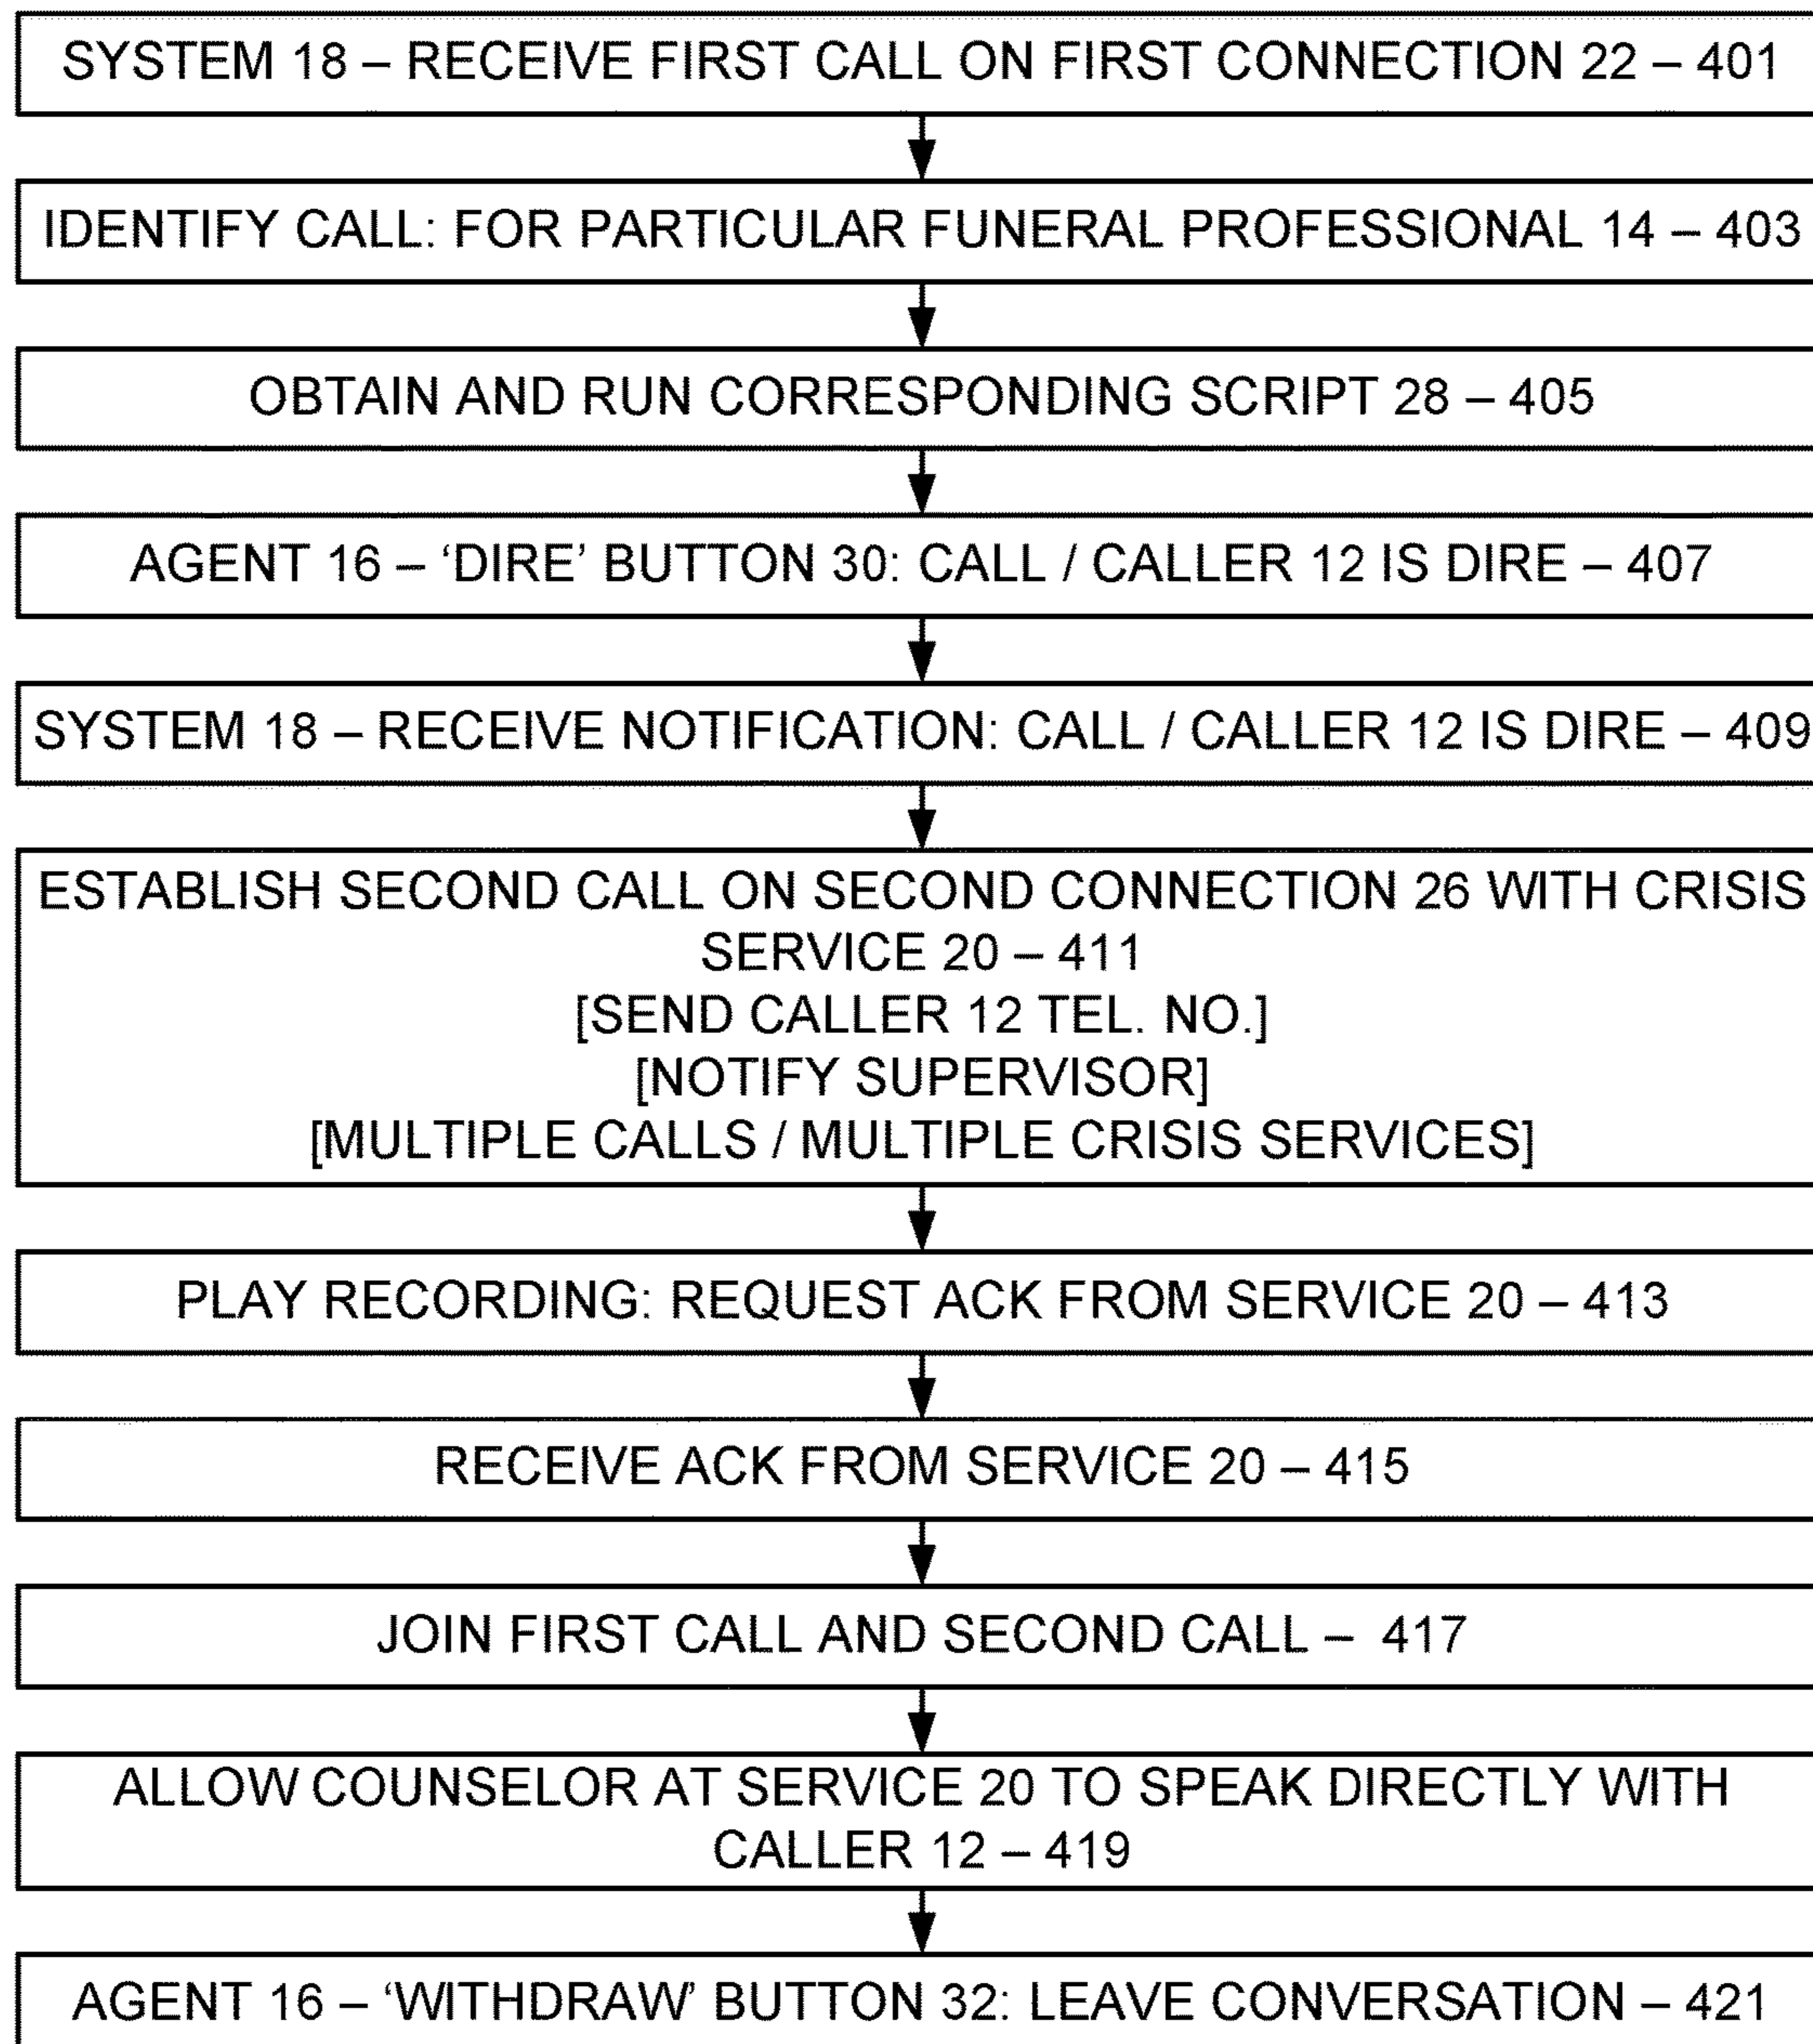 SYSTEM 18 – RECEIVE FIRST CALL ON FIRST CONNECTION 22 – 401
IDENTIFY CALL: FOR PARTICULAR FUNERAL PROFESSIONAL 14 – 403
OBTAIN AND RUN CORRESPONDING SCRIPT 28 – 405
AGENT 16 – ‘DIRE’ BUTTON 30: CALL / CALLER 12 IS DIRE – 407
SYSTEM 18 – RECEIVE NOTIFICATION: CALL / CALLER 12 IS DIRE – 409
ESTABLISH SECOND CALL ON SECOND CONNECTION 26 WITH CRISIS
SERVICE 20 – 411
[SEND CALLER 12 TEL. NO.]
[NOTIFY SUPERVISOR]
[MULTIPLE CALLS / MULTIPLE CRISIS SERVICES]
PLAY RECORDING: REQUEST ACK FROM SERVICE 20 – 413
RECEIVE ACK FROM SERVICE 20 – 415
JOIN FIRST CALL AND SECOND CALL – 417
ALLOW COUNSELOR AT SERVICE 20 TO SPEAK DIRECTLY WITH
CALLER 12 – 419
AGENT 16 – ‘WITHDRAW’ BUTTON 32: LEAVE CONVERSATION – 421